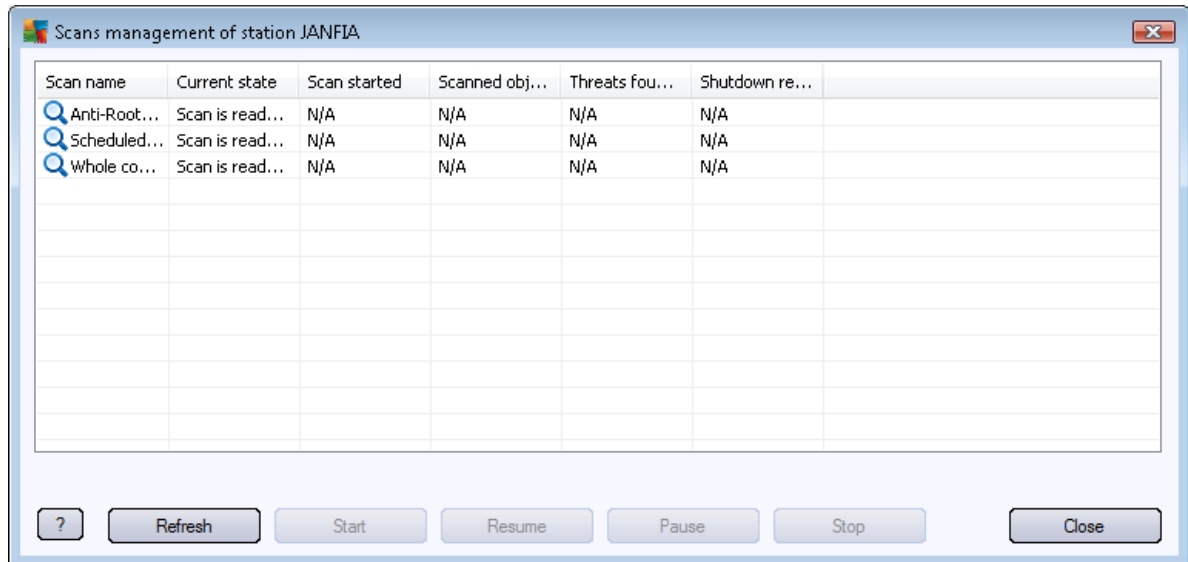 Scans management of station JANFIA
Scan name Current state Scan started Scanned obj... Threats fou... Shutdown re...
Anti-Root... Scan is read... N/A N/A N/A N/A
Scheduled... Scan is read... N/A N/A N/A N/A
Whole co... Scan is read... N/A N/A N/A N/A
? Refresh Start Resume Pause Stop Close